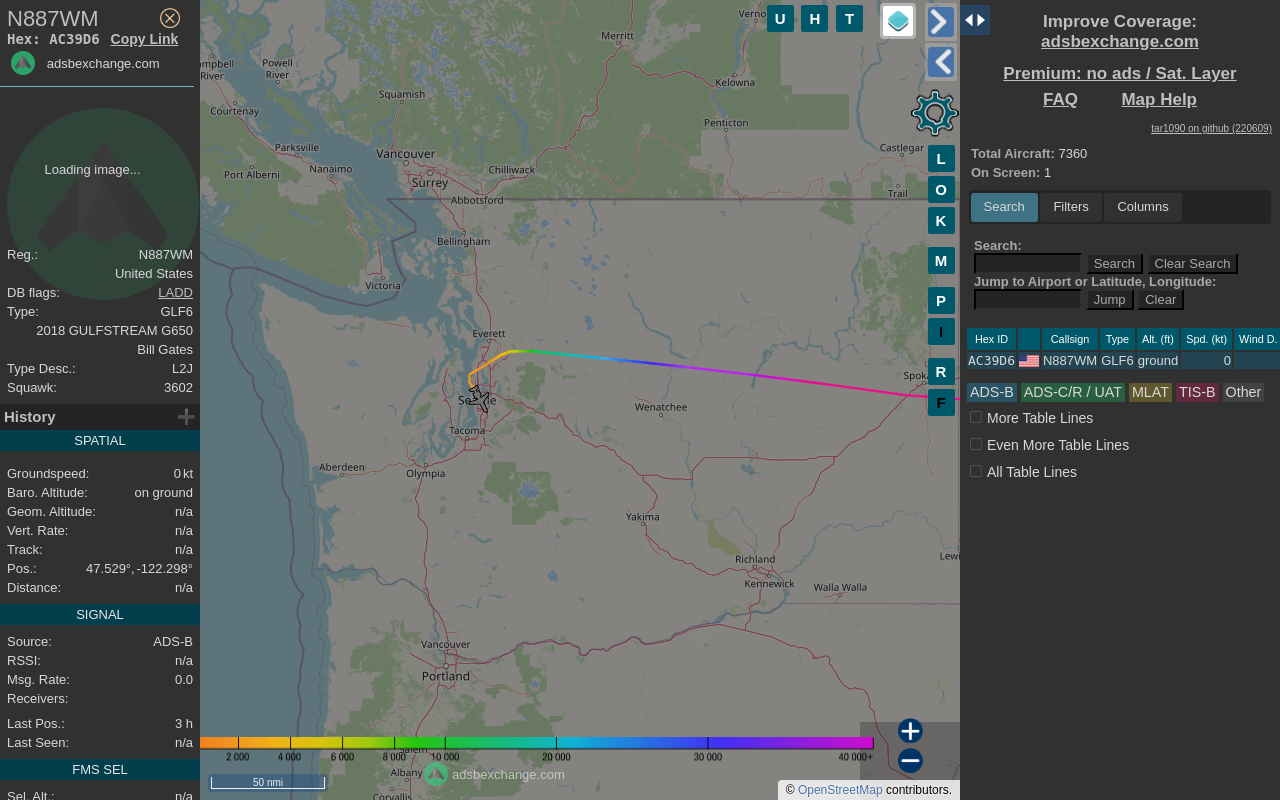 N887WM
Hex: AC39D6 Copy Link
adsbexchange.com
Loading image...
Reg.: N887WM
United States
DB flags: LADD
Type: GLF6
2018 GULFSTREAM G650
Bill Gates
Type Desc.: L2J
Squawk: 3602
History
SPATIAL
Groundspeed: 0 kt
Baro. Altitude: on ground
Geom. Altitude: n/a
Vert. Rate: n/a
Track: n/a
Pos.: 47.529°, -122.298°
Distance: n/a
SIGNAL
Source: ADS-B
RSSI: n/a
Msg. Rate: 0.0
Receivers:
Last Pos.: 3 h
Last Seen: n/a
FMS SEL
Sel. Alt.: n/a
Merritt
Powell
River
River
Squamish
Kelowna
Courtenay
Penticton
Parksville
Vancouver
Castlegar
Nanaimo
Chilliwack
Port Alberni
Surrey
Trail
Abbotsford
Bellingham
Victoria
Everett
Wenatchee
Tacoma
Aberdeen
Olympia
Yakima
Richland
Kennewick
Walla Walla
Vancouver
Portland
Albany
Corvallis
U H T
L
O
K
M
P
I
R
F
2 000 4 000 6 000 8 000 10 000 20 000 30 000 40 000+
adsbexchange.com
50 nmi
© OpenStreetMap contributors.
Improve Coverage:
adsbexchange.com
Premium: no ads / Sat. Layer
FAQ Map Help
tar1090 on github (220609)
Total Aircraft: 7360
On Screen: 1
Search Filters Columns
Search:
Search Clear Search
Jump to Airport or Latitude, Longitude:
Jump Clear
Hex ID Callsign Type Alt. (ft) Spd. (kt) Wind D.
AC39D6 N887WM GLF6 ground 0
ADS-B ADS-C/R / UAT MLAT TIS-B Other
More Table Lines
Even More Table Lines
All Table Lines